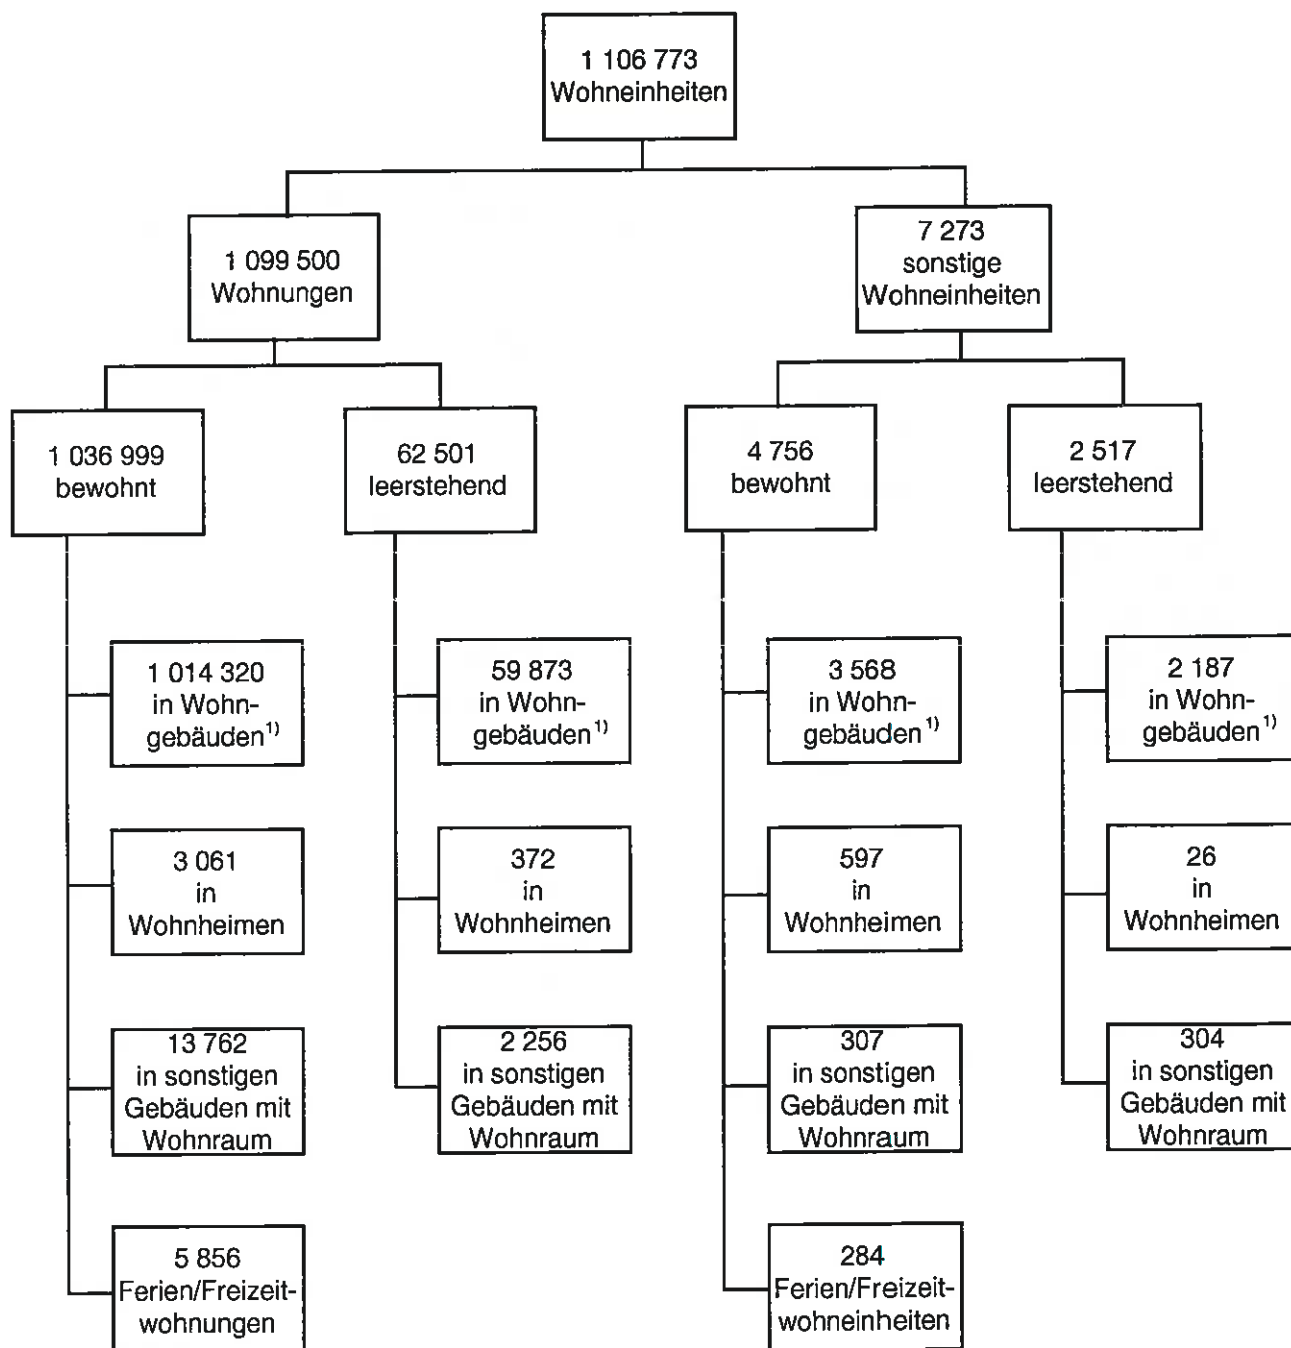 1 106 773
Wohneinheiten
1 099 500
Wohnungen
7 273
sonstige
Wohneinheiten
1 036 999
bewohnt
62 501
leerstehend
4 756
bewohnt
2 517
leerstehend
1 014 320
in Wohn-
gebäuden1)
59 873
in Wohn-
gebäuden1)
3 568
in Wohn-
gebäuden1)
2 187
in Wohn-
gebäuden1)
3 061
in
Wohnheimen
372
in
Wohnheimen
597
in
Wohnheimen
26
in
Wohnheimen
13 762
in sonstigen
Gebäuden mit
Wohnraum
2 256
in sonstigen
Gebäuden mit
Wohnraum
307
in sonstigen
Gebäuden mit
Wohnraum
304
in sonstigen
Gebäuden mit
Wohnraum
5 856
Ferien/Freizeit-
wohnungen
284
Ferien/Freizeit-
wohneinheiten